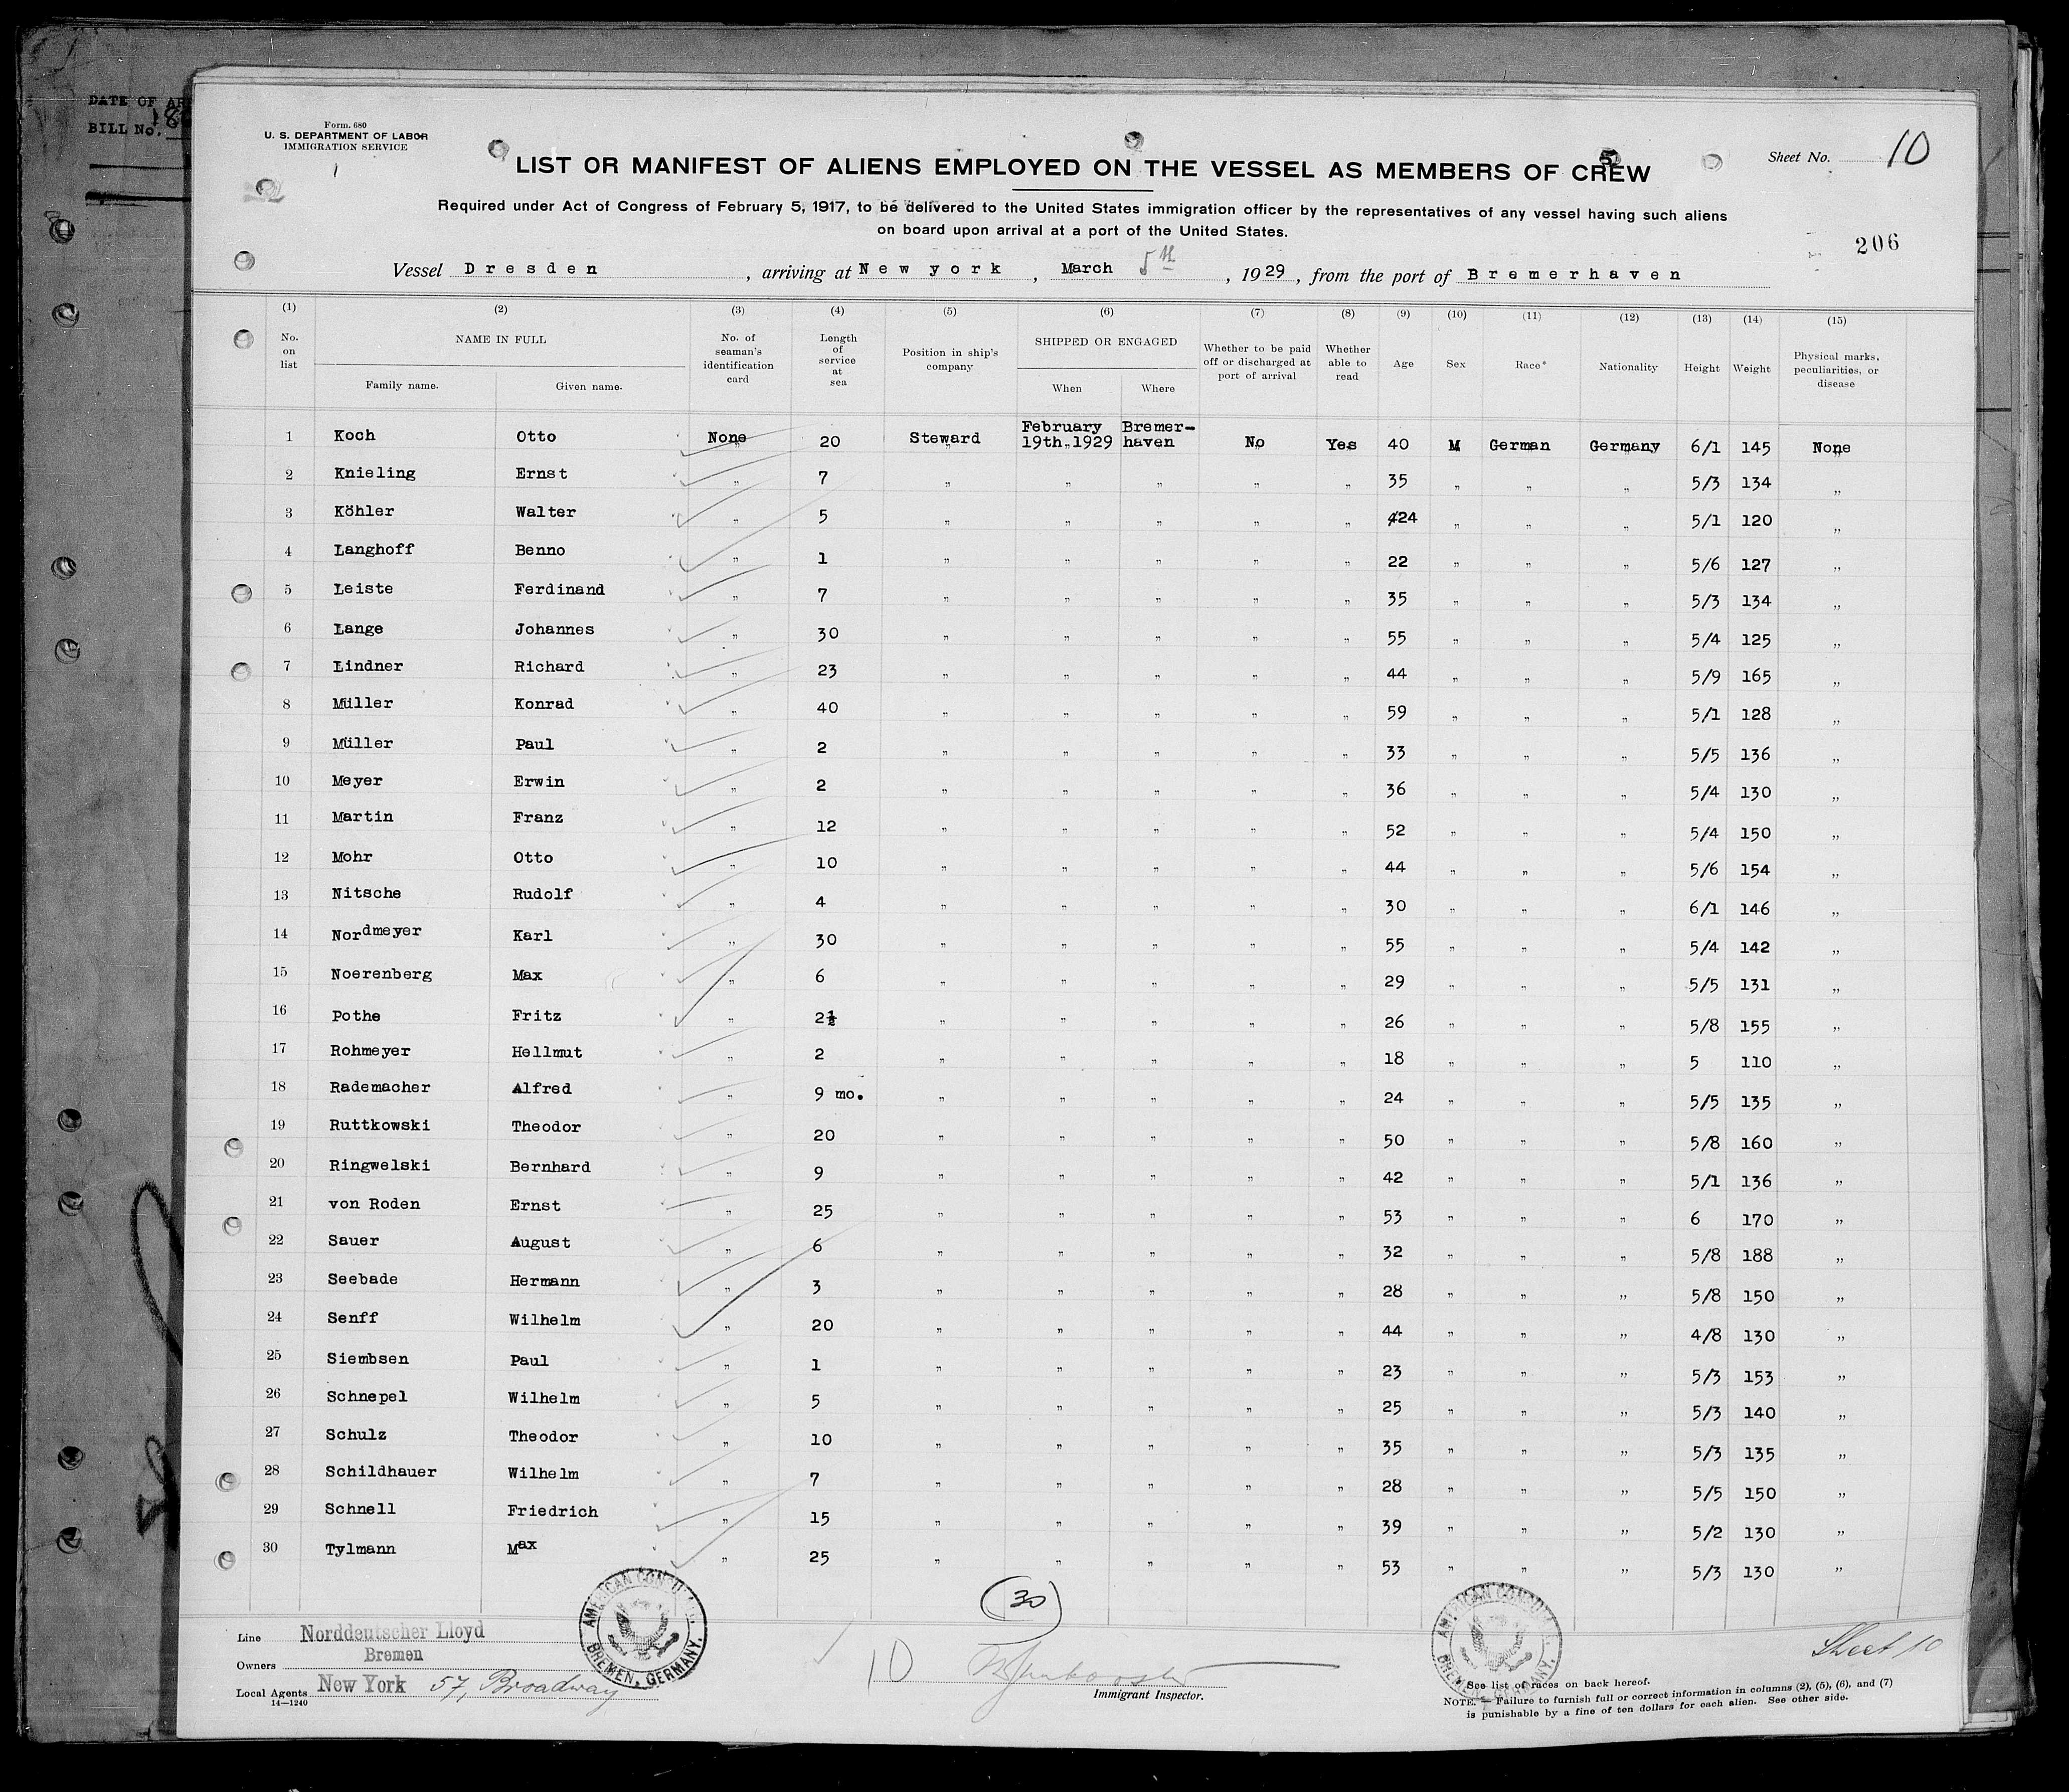 DATE OF AR
BILL No. 18
Form. 680
U. S. DEPARTMENT OF LABOR
IMMIGRATION SERVICE
LIST OR MANIFEST OF ALIENS EMPLOYED ON THE VESSEL AS MEMBERS OF CREW
5
Sheet No. 10
Required under Act of Congress of February 5, 1917, to be delivered to the United States immigration officer by the representatives of any vessel having such aliens
on board upon arrival at a port of the United States.
206
Vessel Dresden, arriving at New york, March 5th, 1929, from the port of Bremerhaven
(1) (2) (3) (4) (5) (6) (7) (8) (9) (10) (11) (12) (13) (14) (15)
No. on list NAME IN FULL Family name. Given name. No. of seaman's identification card Length of service at sea Position in ship's company SHIPPED OR ENGAGED When Where Whether to be paid off or discharged at port of arrival Whether able to read Age Sex Race* Nationality Height Weight Physical marks, peculiarities, or disease
1 Koch Otto None 20 Steward February 19th.1929 Bremer-haven No Yes 40 M German Germany 6/1 145 None
2 Knieling Ernst " 7 " " " " " 35 " " " 5/3 134 "
3 Köhler Walter " 5 " " " " " 424 " " " 5/1 120 "
4 Langhoff Benno " 1 " " " " " 22 " " " 5/6 127 "
5 Leiste Ferdinand " 7 " " " " " 35 " " " 5/3 134 "
6 Lange Johannes " 30 " " " " " 55 " " " 5/4 125 "
7 Lindner Richard " 23 " " " " " 44 " " " 5/9 165 "
8 Müller Konrad " 40 " " " " " 59 " " " 5/1 128 "
9 Müller Paul " 2 " " " " " 33 " " " 5/5 136 "
10 Meyer Erwin " 2 " " " " " 36 " " " 5/4 130 "
11 Martin Franz " 12 " " " " " 52 " " " 5/4 150 "
12 Mohr Otto " 10 " " " " " 44 " " " 5/6 154 "
13 Nitsche Rudolf " 4 " " " " " 30 " " " 6/1 146 "
14 Nordmeyer Karl " 30 " " " " " 55 " " " 5/4 142 "
15 Noerenberg Max " 6 " " " " " 29 " " " 5/5 131 "
16 Pothe Fritz " 2½ " " " " " 26 " " " 5/8 155 "
17 Rohmeyer Hellmut " 2 " " " " " 18 " " " 5 110 "
18 Rademacher Alfred " 9 mo. " " " " " 24 " " " 5/5 135 "
19 Ruttkowski Theodor " 20 " " " " " 50 " " " 5/8 160 "
20 Ringwelski Bernhard " 9 " " " " " 42 " " " 5/1 136 "
21 von Roden Ernst " 25 " " " " " 53 " " " 6 170 "
22 Sauer August " 6 " " " " " 32 " " " 5/8 188 "
23 Seebade Hermann " 3 " " " " " 28 " " " 5/8 150 "
24 Senff Wilhelm " 20 " " " " " 44 " " " 4/8 130 "
25 Siembsen Paul " 1 " " " " " 23 " " " 5/3 153 "
26 Schnepel Wilhelm " 5 " " " " " 25 " " " 5/3 140 "
27 Schulz Theodor " 10 " " " " " 35 " " " 5/3 135 "
28 Schildhauer Wilhelm " 7 " " " " " 28 " " " 5/5 150 "
29 Schnell Friedrich " 15 " " " " " 39 " " " 5/2 130 "
30 Tylmann Max " 25 " " " " " 53 " " " 5/3 130 "
(30)
Line Norddeutscher Lloyd
Owners Bremen
Local Agents New York 57, Broadway
14—1240
BREMEN, GERMANY.
10
Immigrant Inspector.
AMERICAN
Sheet 10
See list of races on back hereof.
NOTE.—Failure to furnish full or correct information in columns (2), (5), (6), and (7)
is punishable by a fine of ten dollars for each alien. See other side.